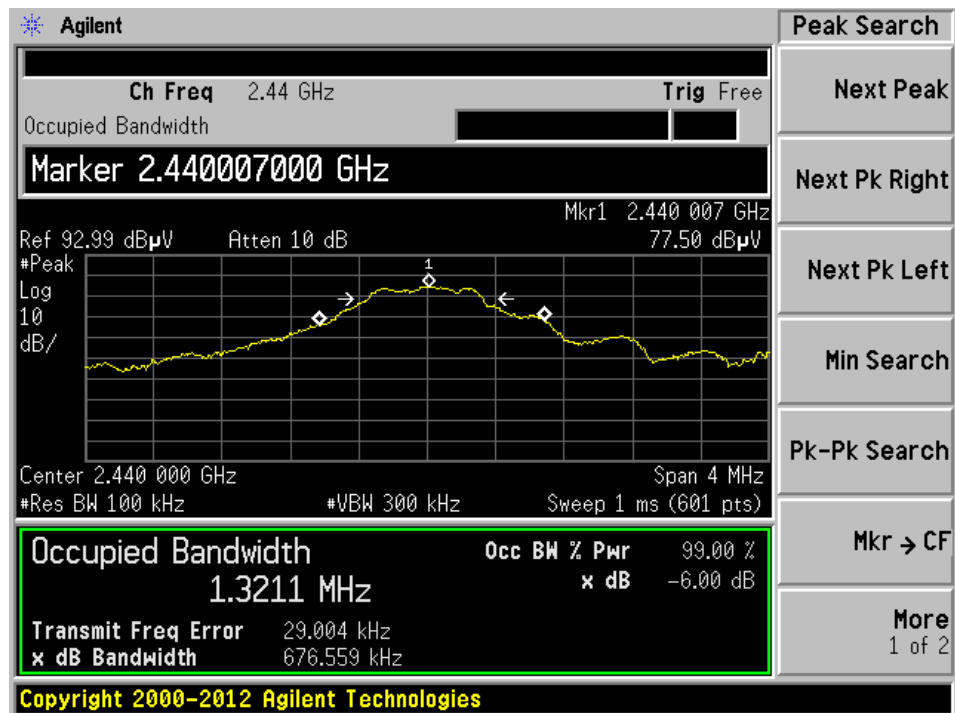 Agilent
Peak Search
Ch Freq 2.44 GHz Trig Free
Occupied Bandwidth
Marker 2.440007000 GHz
Mkr1 2.440 007 GHz
Ref 92.99 dBµV Atten 10 dB 77.50 dBµV
#Peak
Log
10
dB/
1
Center 2.440 000 GHz Span 4 MHz
#Res BW 100 kHz #VBW 300 kHz Sweep 1 ms (601 pts)
Occupied Bandwidth Occ BW % Pwr 99.00 %
1.3211 MHz x dB -6.00 dB
Transmit Freq Error 29.004 kHz
x dB Bandwidth 676.559 kHz
Next Peak
Next Pk Right
Next Pk Left
Min Search
Pk-Pk Search
Mkr → CF
More
1 of 2
Copyright 2000-2012 Agilent Technologies